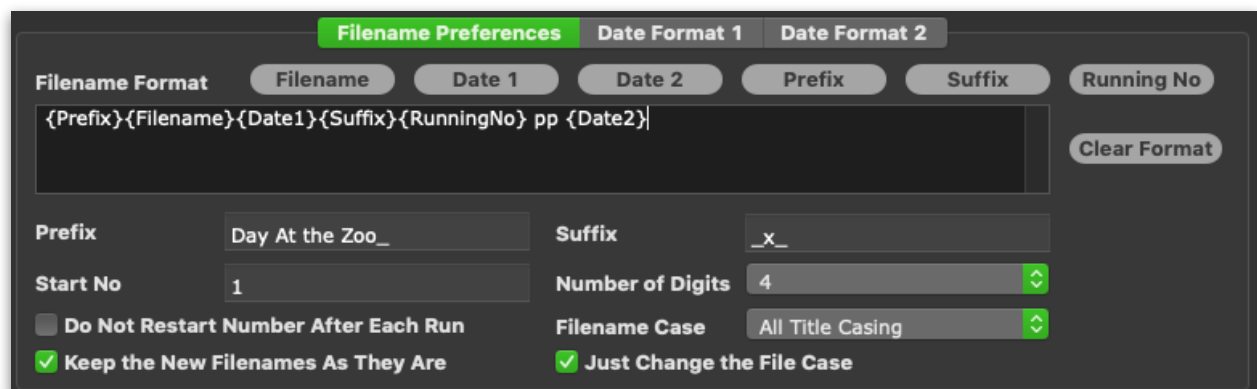 Filename Preferences Date Format 1 Date Format 2
Filename Format Filename Date 1 Date 2 Prefix Suffix Running No
{Prefix}{Filename}{Date1}{Suffix}{RunningNo} pp {Date2}
Clear Format
Prefix Day At the Zoo_ Suffix _x_
Start No 1 Number of Digits 4
Do Not Restart Number After Each Run Filename Case All Title Casing
Keep the New Filenames As They Are Just Change the File Case